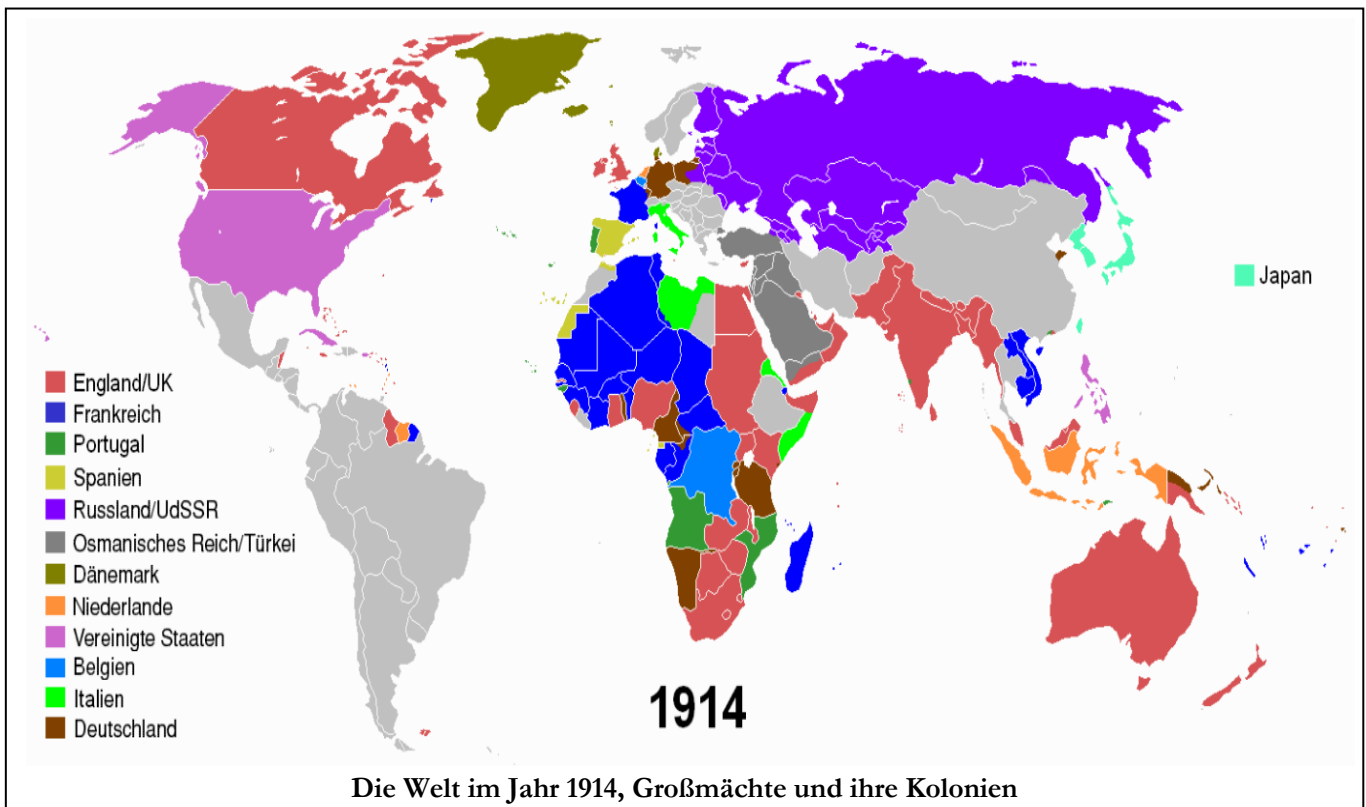 Japan
England/UK
Frankreich
Portugal
Spanien
Russland/UdSSR
Osmanisches Reich/Türkei
Dänemark
Niederlande
Vereinigte Staaten
Belgien
Italien
Deutschland
1914
Die Welt im Jahr 1914, Großmächte und ihre Kolonien